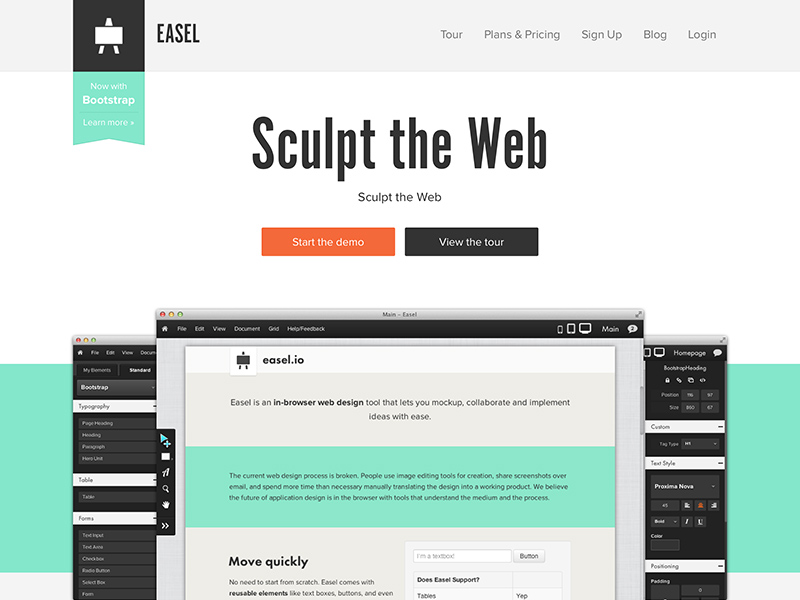 EASEL
Tour Plans & Pricing Sign Up Blog Login
Now with
Bootstrap
Learn more »
Sculpt the Web
Sculpt the Web
Start the demo View the tour
Main – Easel
File Edit View Document Grid Help/Feedback Main
File Edit View Docum
My Elements Standard
Bootstrap
Typography
Page Heading
Heading
Paragraph
Hero Unit
Table
Table
Forms
Text Input
Text Area
Checkbox
Radio Button
Select Box
Form
easel.io
Easel is an in-browser web design tool that lets you mockup, collaborate and implement
ideas with ease.
The current web design process is broken. People use image editing tools for creation, share screenshots over
email, and spend more time than necessary manually translating the design into a working product. We believe
the future of application design is in the browser with tools that understand the medium and the process.
Move quickly
No need to start from scratch. Easel comes with
reusable elements like text boxes, buttons, and even
I'm a textbox! Button
Does Easel Support?
Tables Yep
Homepage
BootstrapHeading
Position 116 97
Size 860 67
Custom
Tag Type H1
Text Style
Proxima Nova
45
Bold I U
Color
Positioning
Padding
0